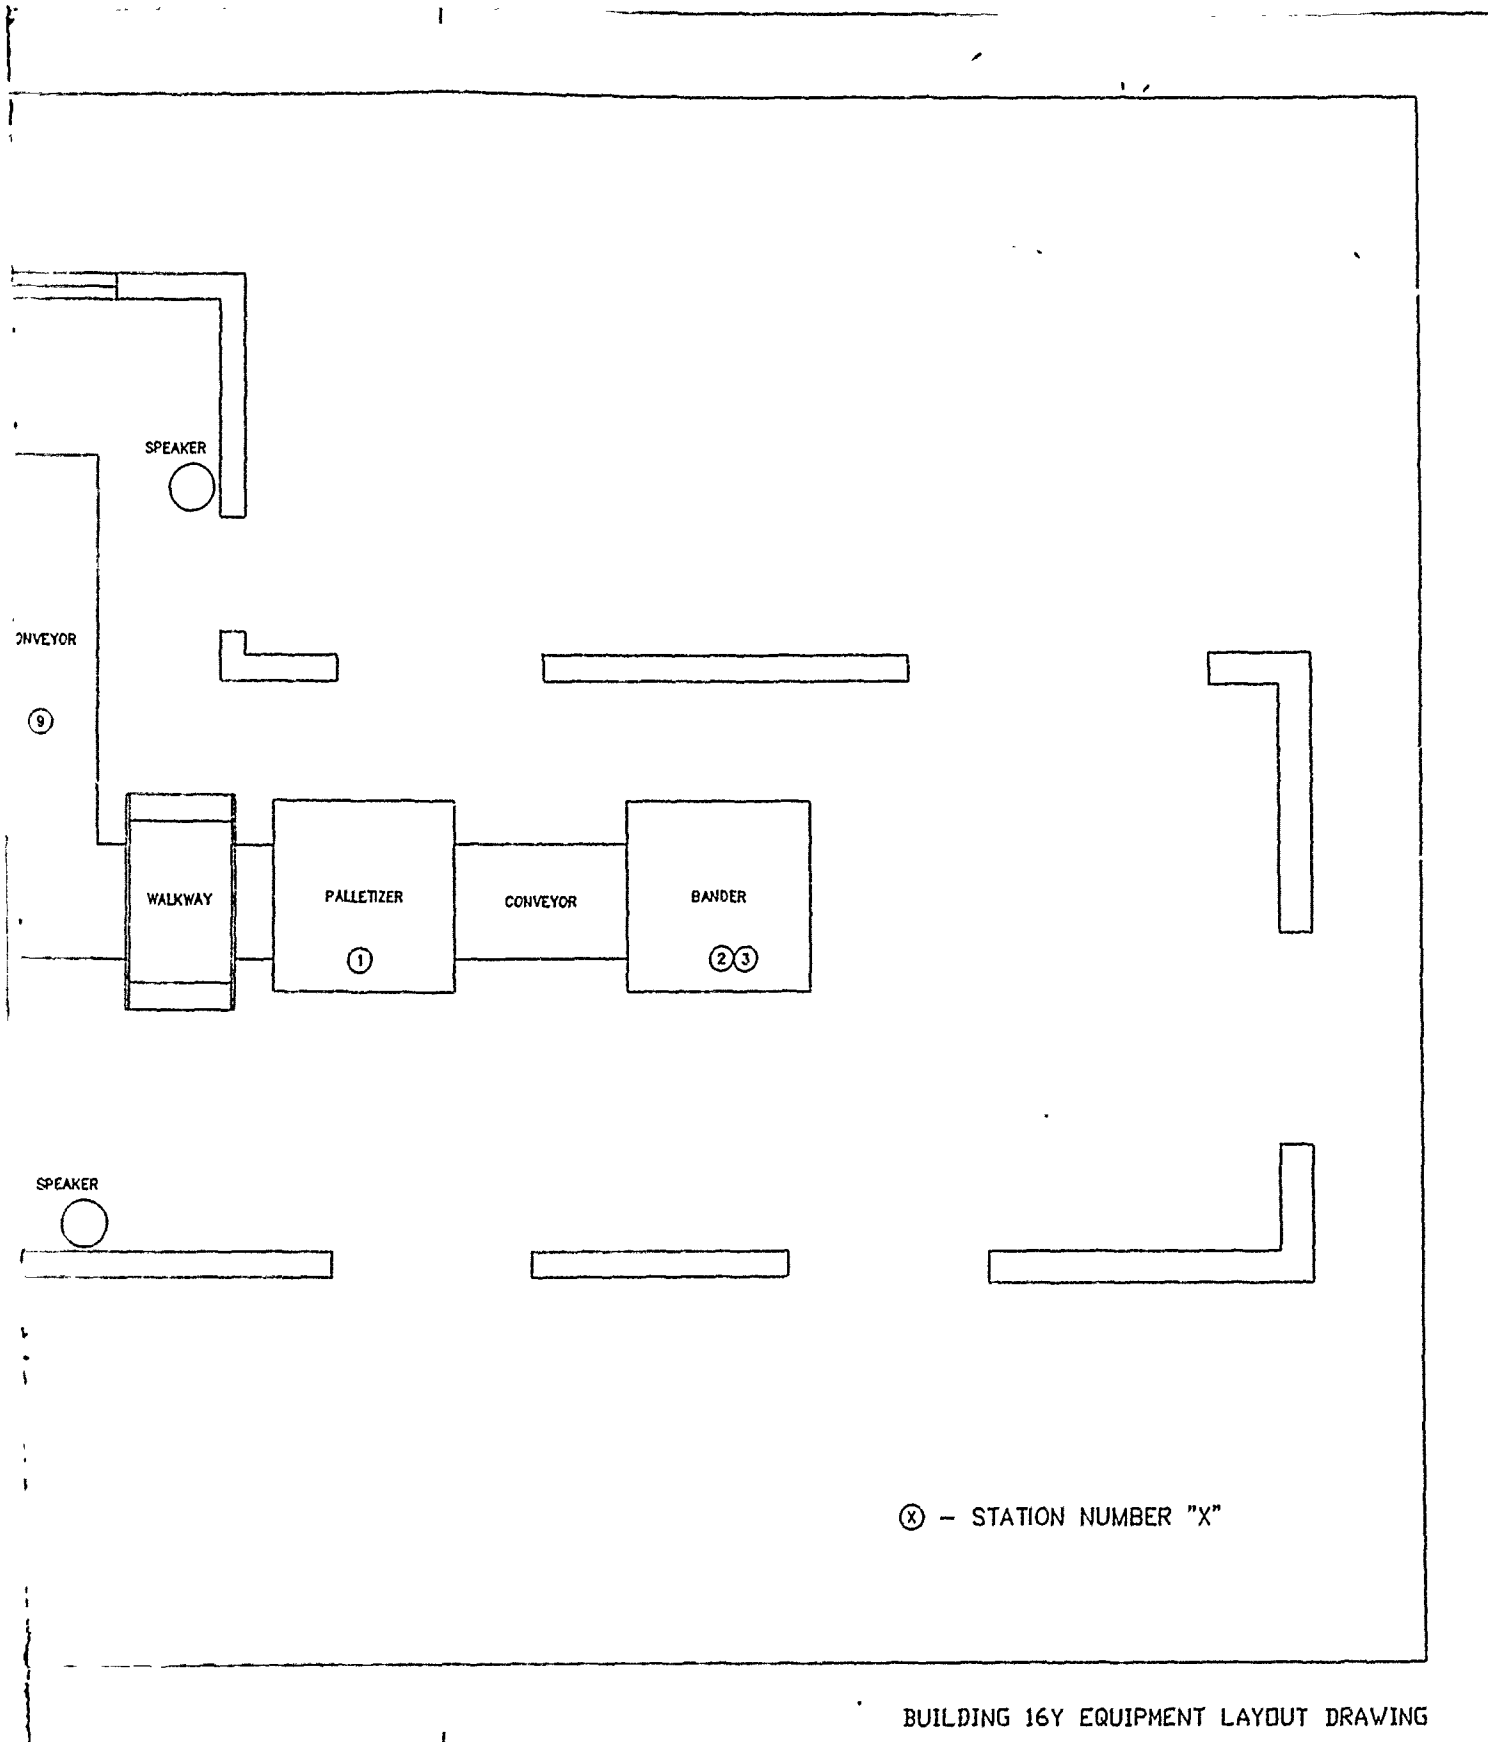 SPEAKER
ONVEYOR
9
WALKWAY
PALLETIZER
CONVEYOR
BANDER
1
2 3
SPEAKER
X - STATION NUMBER "X"
BUILDING 16Y EQUIPMENT LAYOUT DRAWING